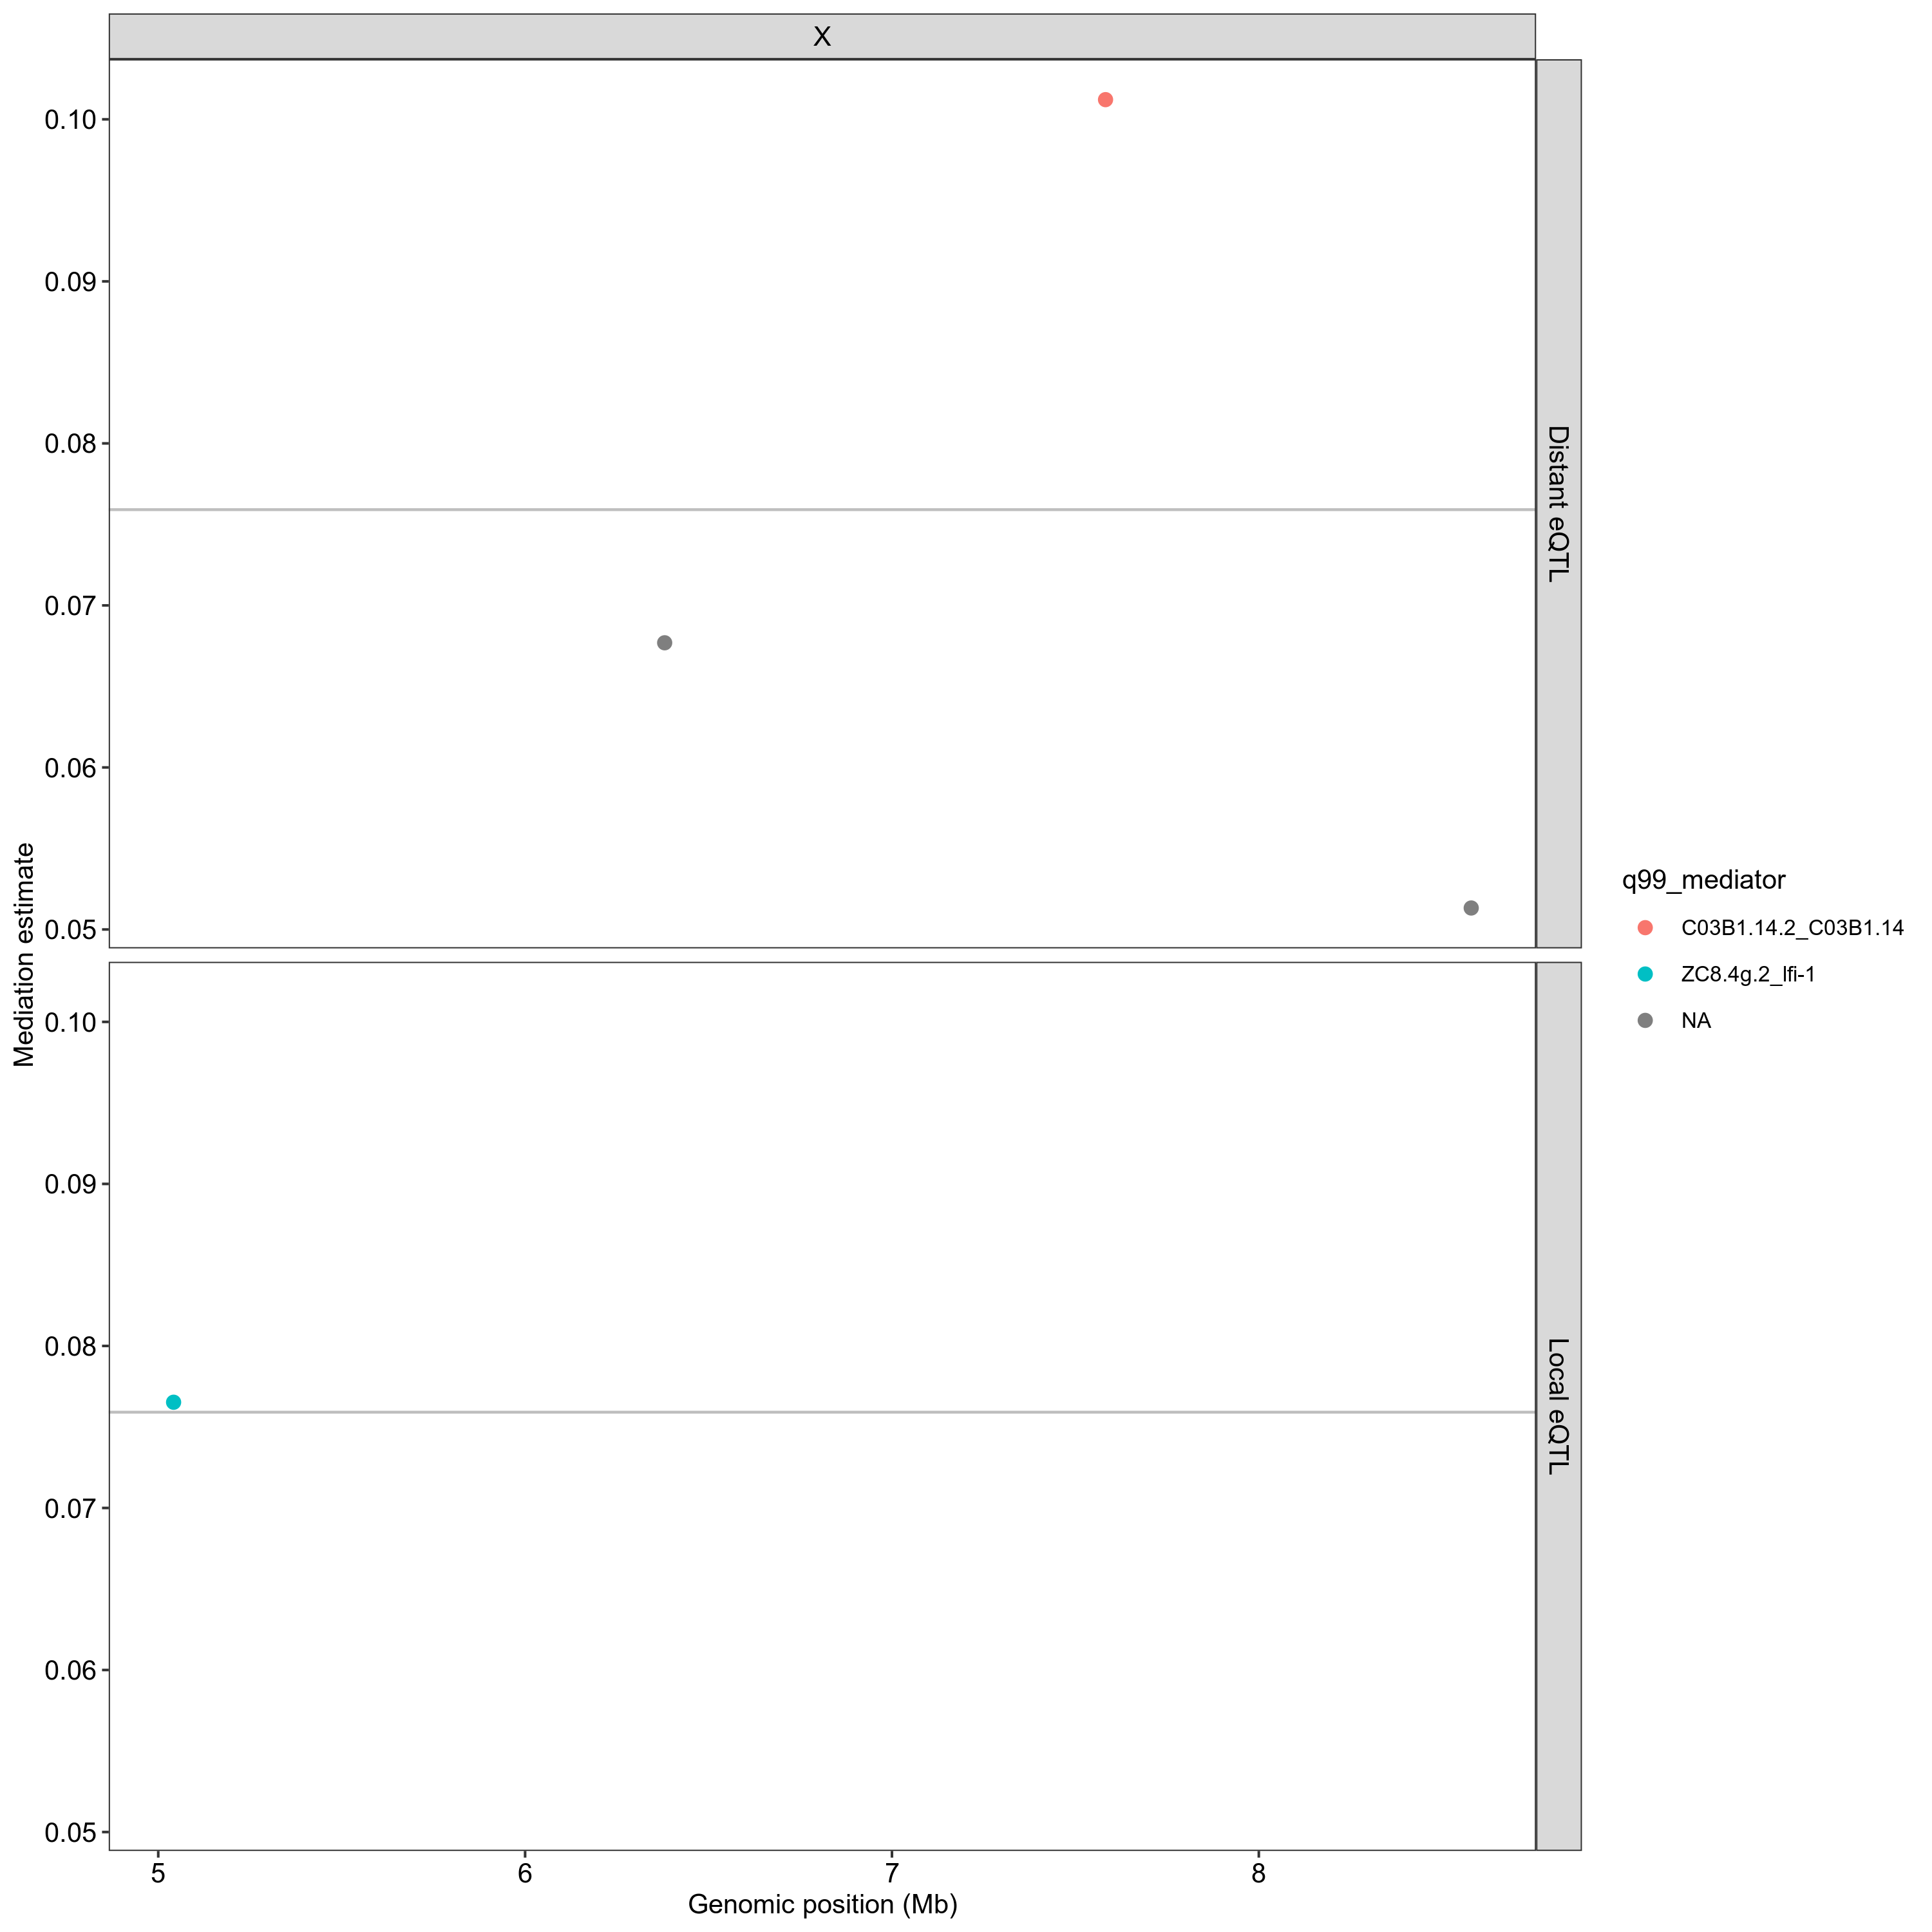 X
0.10
0.09
0.08
0.07
0.06
0.05
Distant eQTL
Mediation estimate
0.10
0.09
0.08
0.07
0.06
0.05
Local eQTL
5 6 7 8
Genomic position (Mb)
q99_mediator
C03B1.14.2_C03B1.14
ZC8.4g.2_lfi-1
NA